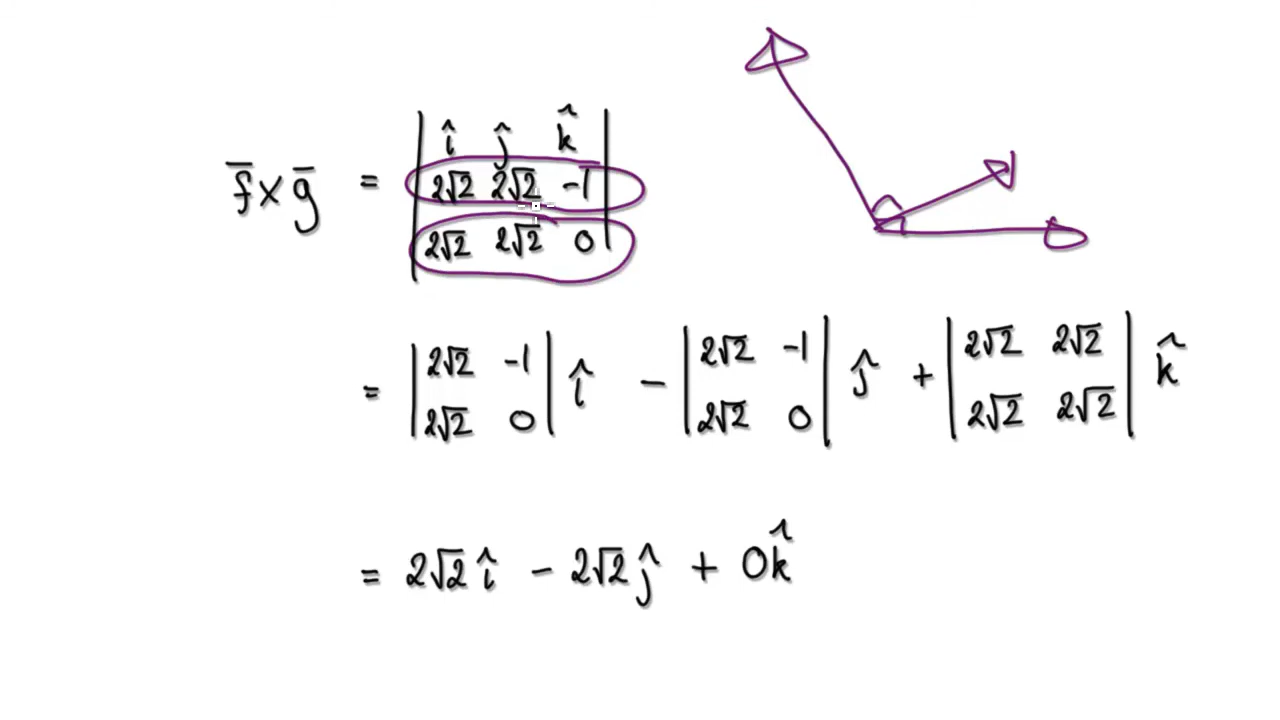 î ĵ k̂
f̄ × ḡ = | 2√2 2√2 -1 |
2√2 2√2 0
= | 2√2 -1 | î - | 2√2 -1 | ĵ + | 2√2 2√2 | k̂
2√2 0 2√2 0 2√2 2√2
= 2√2 î - 2√2 ĵ + 0k̂